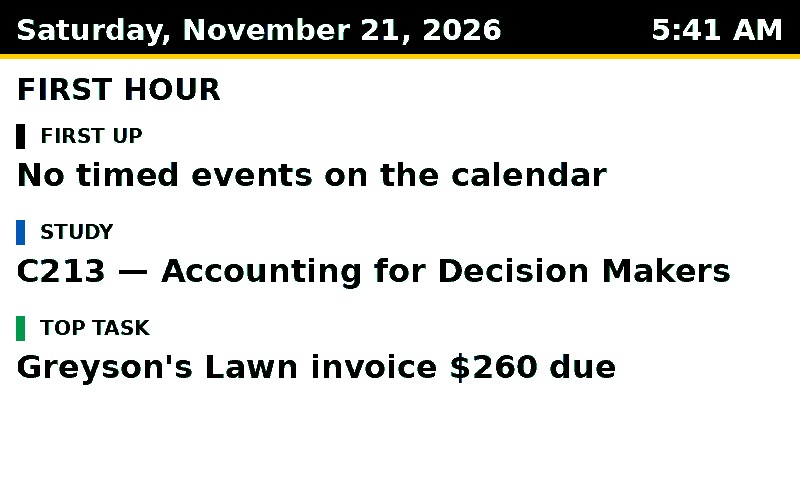 Saturday, November 21, 2026 5:41 AM
FIRST HOUR
FIRST UP
No timed events on the calendar
STUDY
C213 — Accounting for Decision Makers
TOP TASK
Greyson's Lawn invoice $260 due